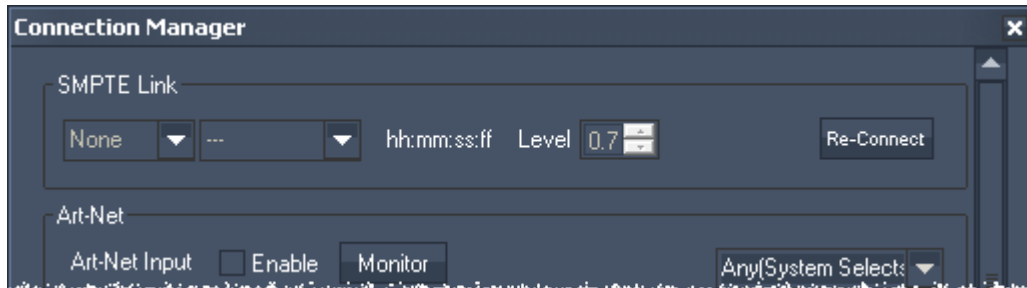 Connection Manager
SMPTE Link
None --- hh:mm:ss:ff Level 0.7 Re-Connect
Art-Net
Art-Net Input Enable Monitor Any(System Selects